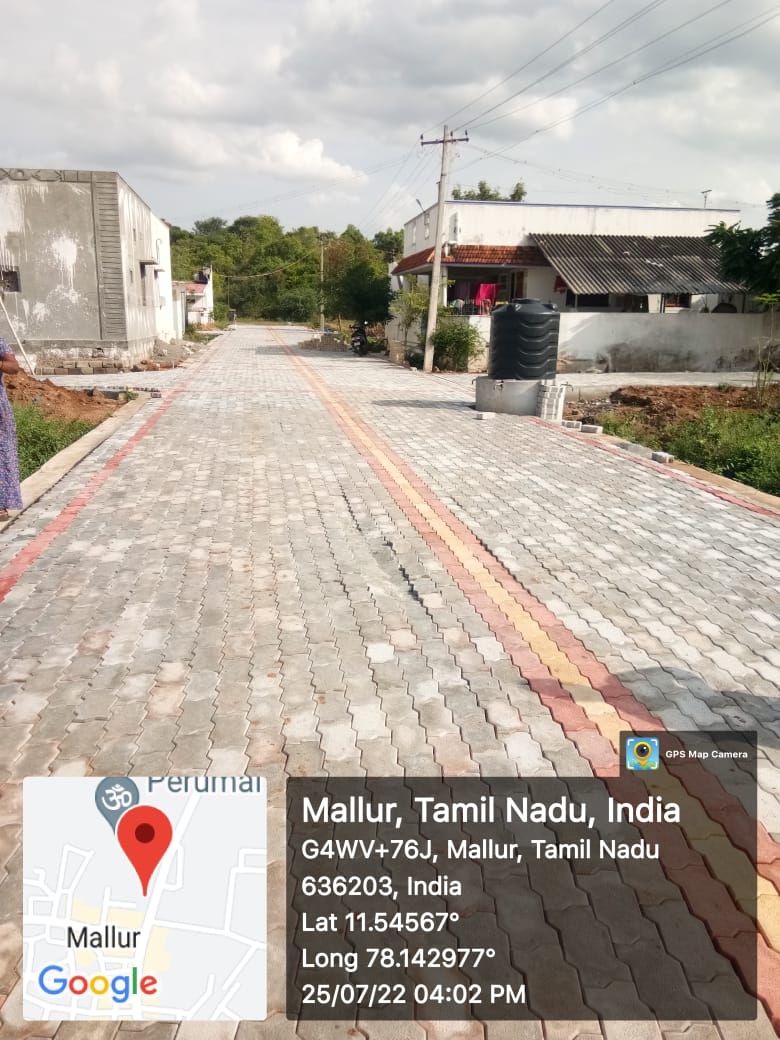 GPS Map Camera
Perumal
Mallur
Google
Mallur, Tamil Nadu, India
G4WV+76J, Mallur, Tamil Nadu
636203, India
Lat 11.54567°
Long 78.142977°
25/07/22 04:02 PM